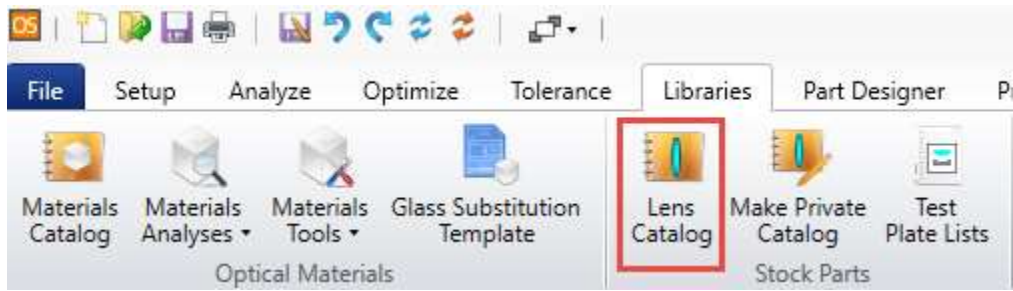 OS
File Setup Analyze Optimize Tolerance Libraries Part Designer
Materials Catalog Materials Analyses Materials Tools Glass Substitution Template Lens Catalog Make Private Catalog Test Plate Lists
Optical Materials Stock Parts